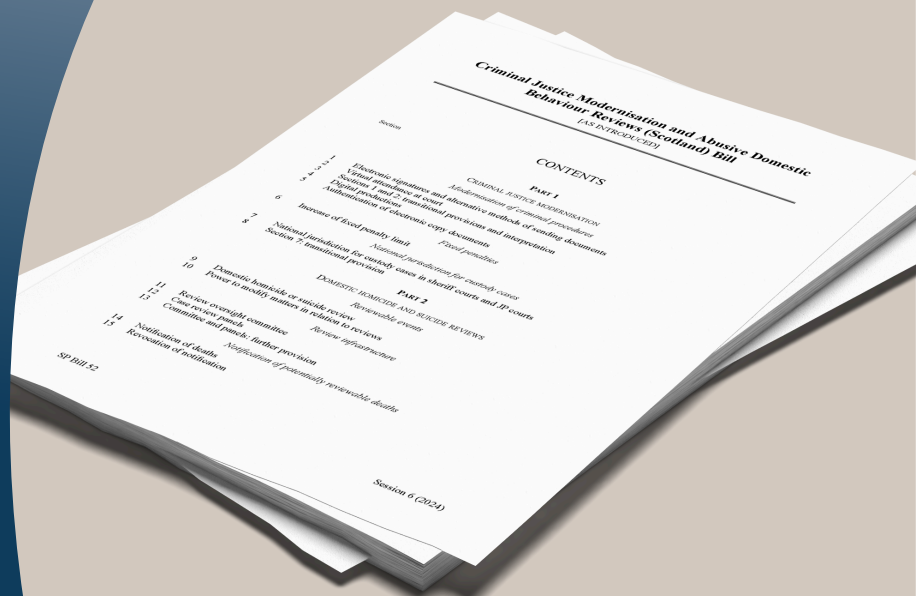 Criminal Justice Modernisation and Abusive Domestic
Behaviour Reviews (Scotland) Bill
[AS INTRODUCED]
CONTENTS
Section
PART 1
CRIMINAL JUSTICE MODERNISATION
Modernisation of criminal procedures
1 Electronic signatures and alternative methods of sending documents
2 Virtual attendance at court
3 Sections 1 and 2: transitional provisions and interpretation
4 Digital productions
5 Authentication of electronic copy documents
Fixed penalties
6 Increase of fixed penalty limit
National jurisdiction for custody cases
7 National jurisdiction for custody cases in sheriff courts and JP courts
8 Section 7: transitional provision
PART 2
DOMESTIC HOMICIDE AND SUICIDE REVIEWS
Reviewable events
9 Domestic homicide or suicide review
10 Power to modify matters in relation to reviews
Review infrastructure
11 Review oversight committee
12 Case review panels
13 Committee and panels: further provision
Notification of potentially reviewable deaths
14 Notification of deaths
15 Revocation of notification
SP Bill 52
Session 6 (2024)